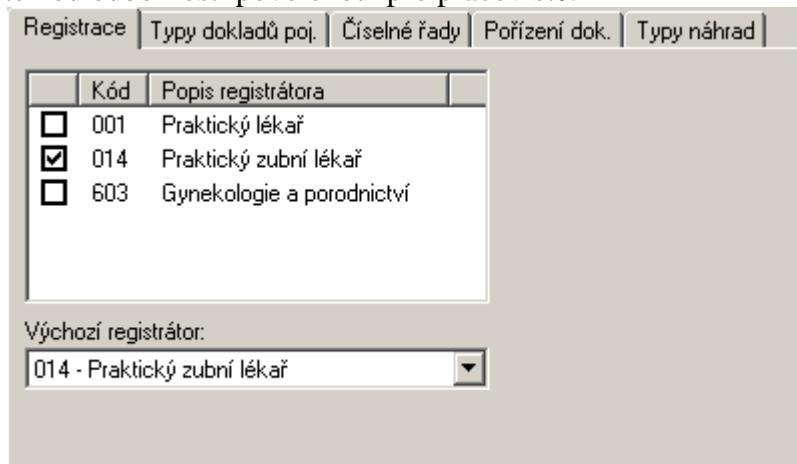 Registrace Typy dokladů poj. Číselné řady Pořízení dok. Typy náhrad
Kód Popis registrátora
001 Praktický lékař
014 Praktický zubní lékař
603 Gynekologie a porodnictví
Výchozí registrátor:
014 - Praktický zubní lékař